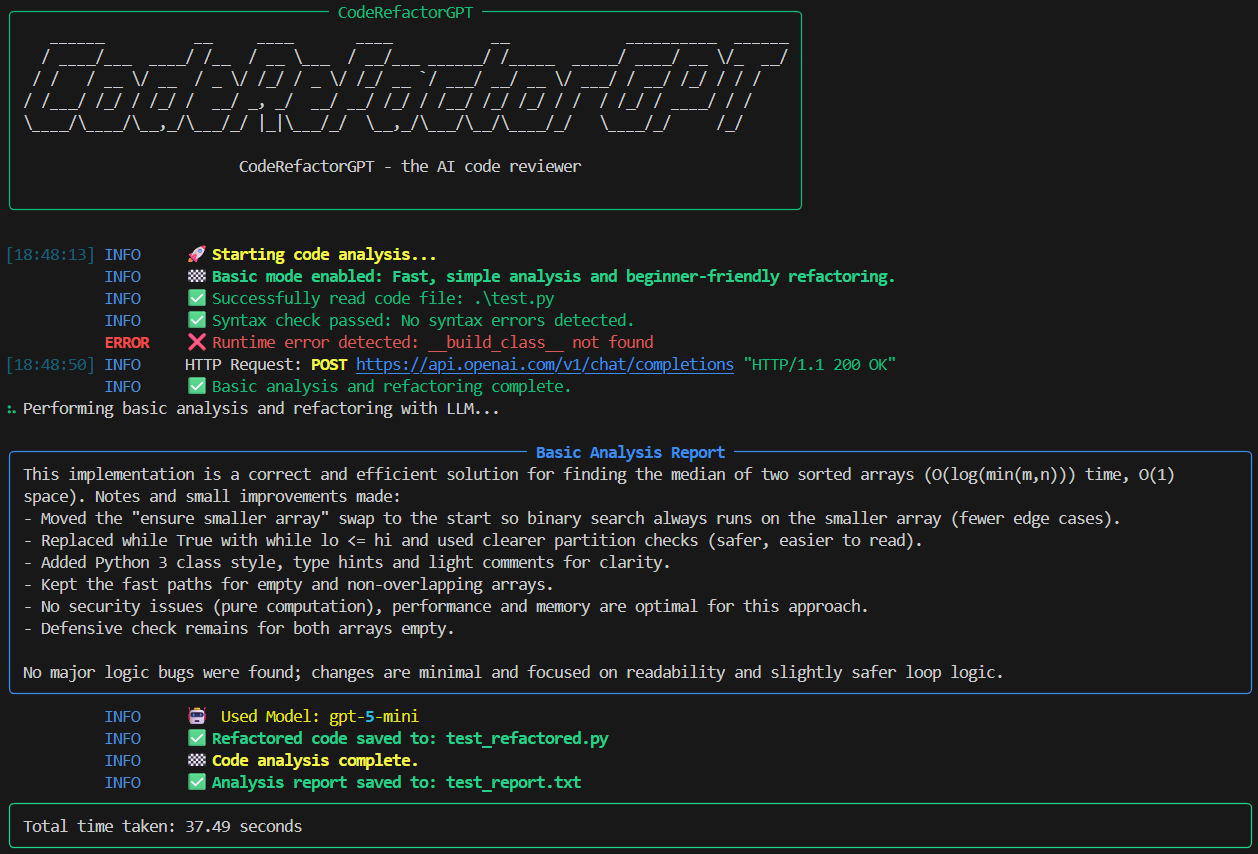 CodeRefactorGPT
CodeRefactorGPT
CodeRefactorGPT - the AI code reviewer
[18:48:13] INFO 🚀 Starting code analysis...
INFO 🏁 Basic mode enabled: Fast, simple analysis and beginner-friendly refactoring.
INFO ✅ Successfully read code file: .\test.py
INFO ✅ Syntax check passed: No syntax errors detected.
ERROR ❌ Runtime error detected: __build_class__ not found
[18:48:50] INFO HTTP Request: POST https://api.openai.com/v1/chat/completions "HTTP/1.1 200 OK"
INFO ✅ Basic analysis and refactoring complete.
:. Performing basic analysis and refactoring with LLM...
Basic Analysis Report
This implementation is a correct and efficient solution for finding the median of two sorted arrays (O(log(min(m,n))) time, O(1)
space). Notes and small improvements made:
- Moved the "ensure smaller array" swap to the start so binary search always runs on the smaller array (fewer edge cases).
- Replaced while True with while lo <= hi and used clearer partition checks (safer, easier to read).
- Added Python 3 class style, type hints and light comments for clarity.
- Kept the fast paths for empty and non-overlapping arrays.
- No security issues (pure computation), performance and memory are optimal for this approach.
- Defensive check remains for both arrays empty.
No major logic bugs were found; changes are minimal and focused on readability and slightly safer loop logic.
INFO 🤖 Used Model: gpt-5-mini
INFO ✅ Refactored code saved to: test_refactored.py
INFO 🏁 Code analysis complete.
INFO ✅ Analysis report saved to: test_report.txt
Total time taken: 37.49 seconds